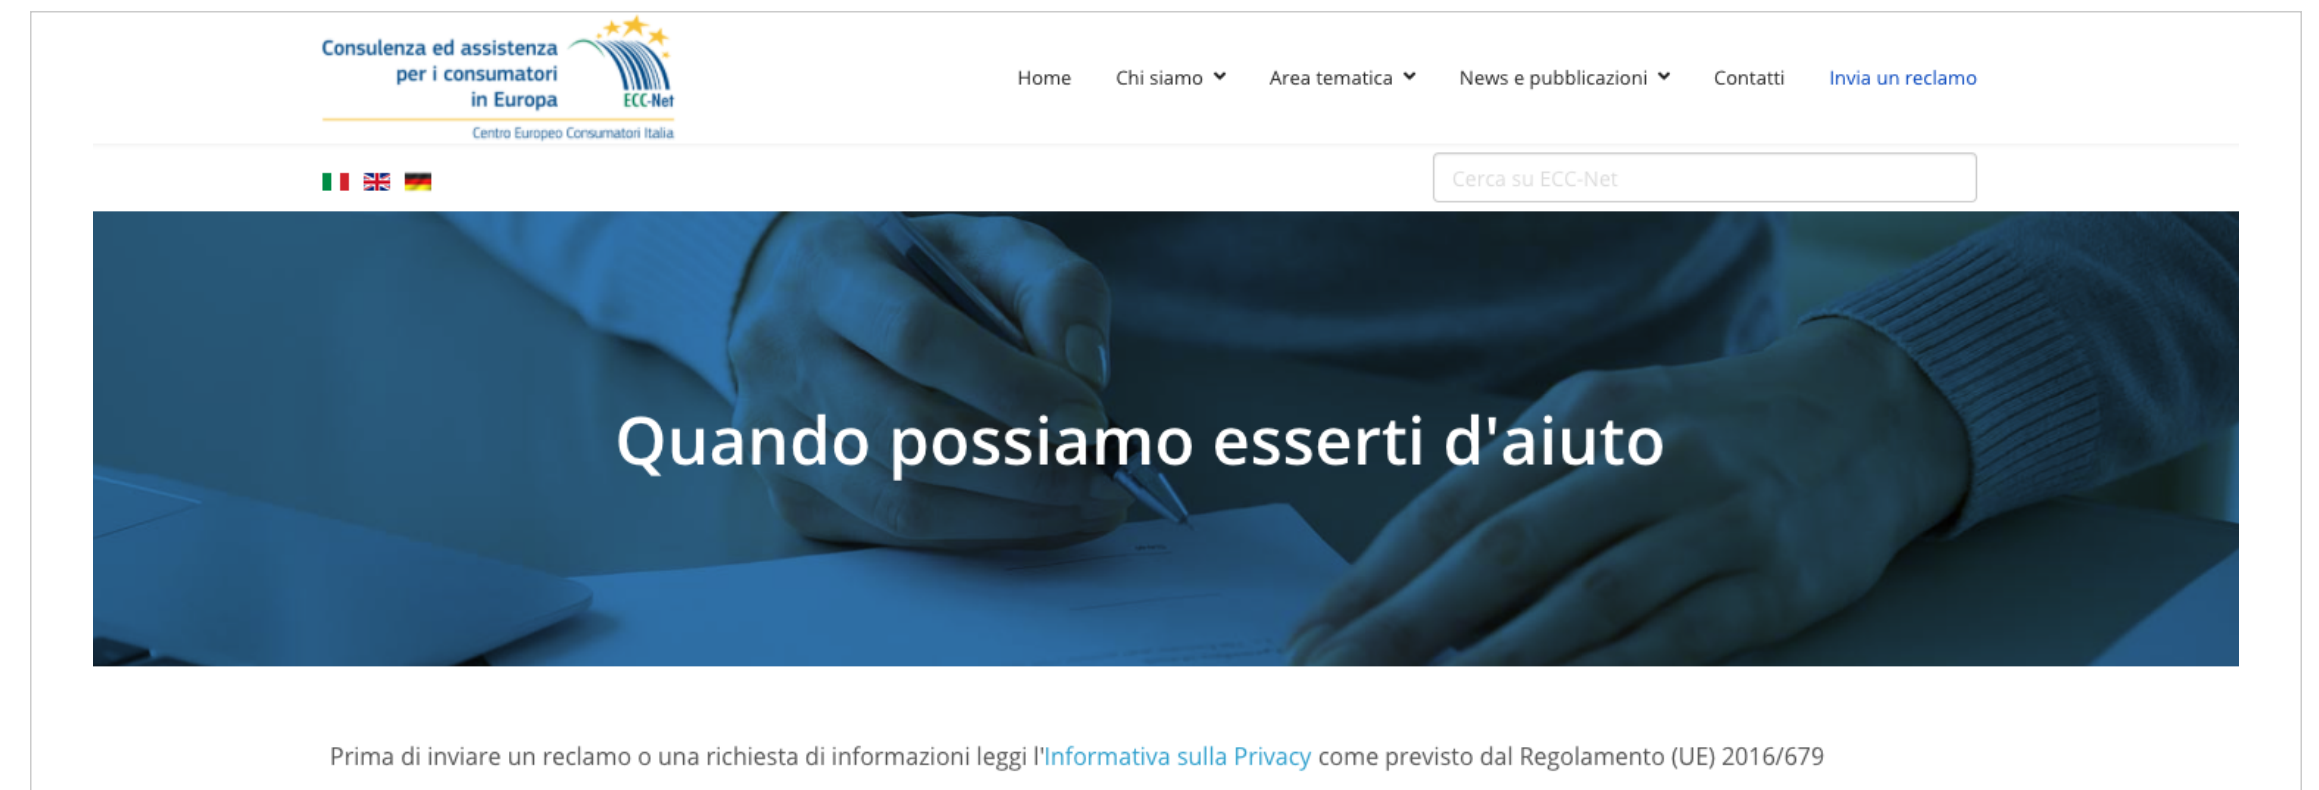 Consulenza ed assistenza
per i consumatori
in Europa
ECC-Net
Centro Europeo Consumatori Italia
Home Chi siamo Area tematica News e pubblicazioni Contatti Invia un reclamo
Cerca su ECC-Net
Quando possiamo esserti d'aiuto
Prima di inviare un reclamo o una richiesta di informazioni leggi l'Informativa sulla Privacy come previsto dal Regolamento (UE) 2016/679